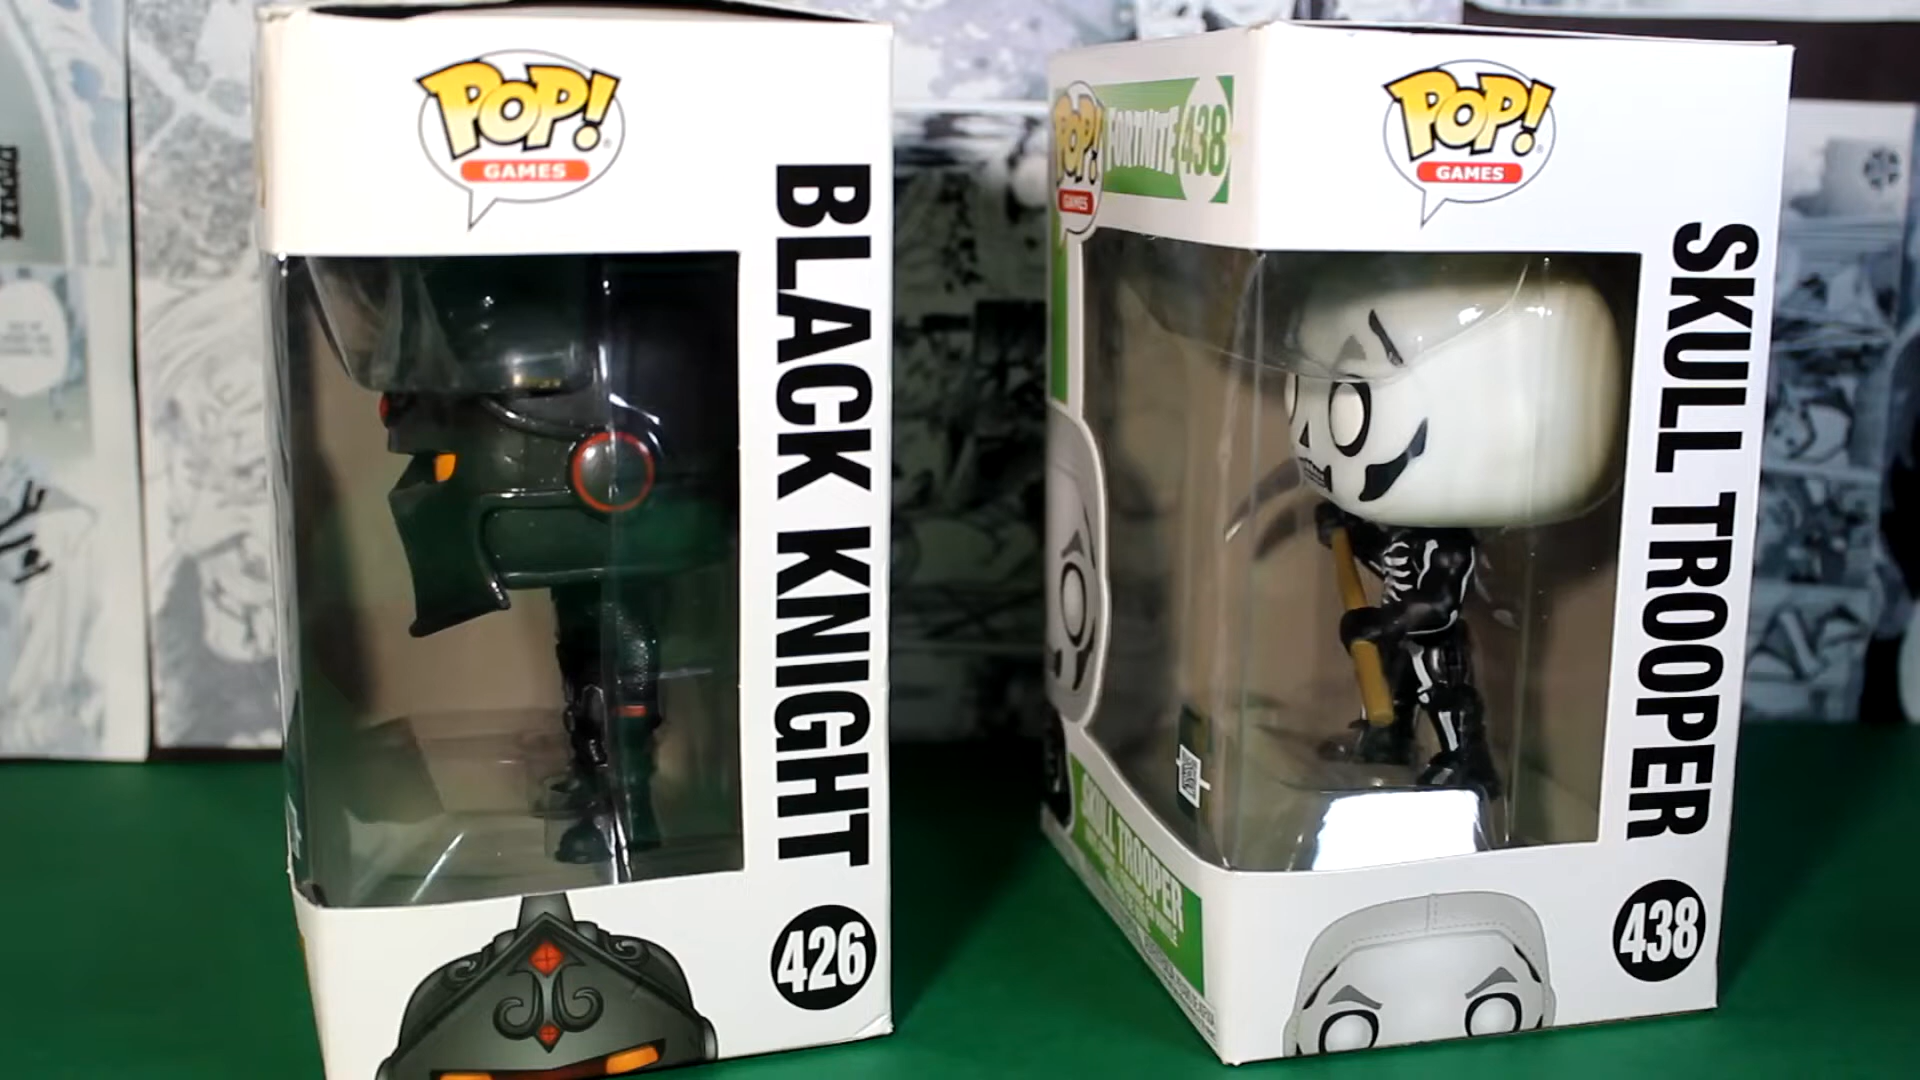 POP!
GAMES
BLACK KNIGHT
426
POP!
GAMES
FORTNITE
438
SKULL TROOPER
POP!
GAMES
SKULL TROOPER
438